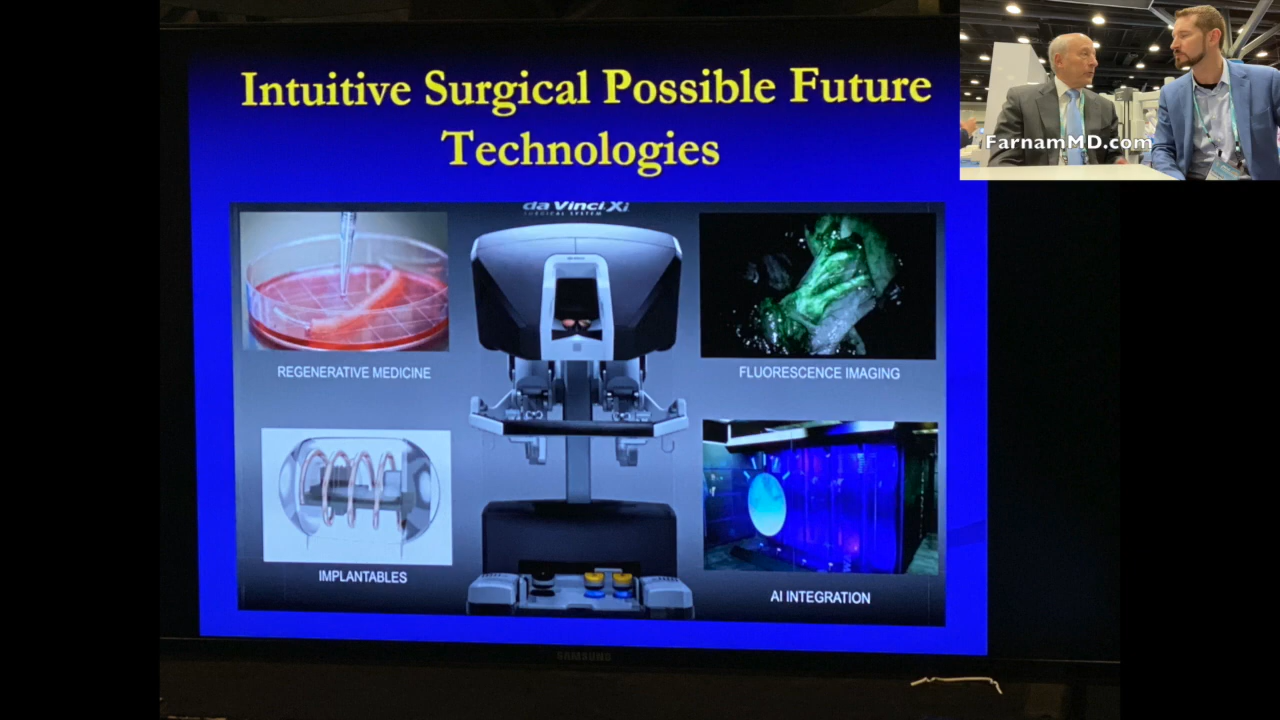 Intuitive Surgical Possible Future
Technologies
da Vinci Xi
SURGICAL SYSTEM
REGENERATIVE MEDICINE
FLUORESCENCE IMAGING
IMPLANTABLES
AI INTEGRATION
SAMSUNG
FarnamMD.com